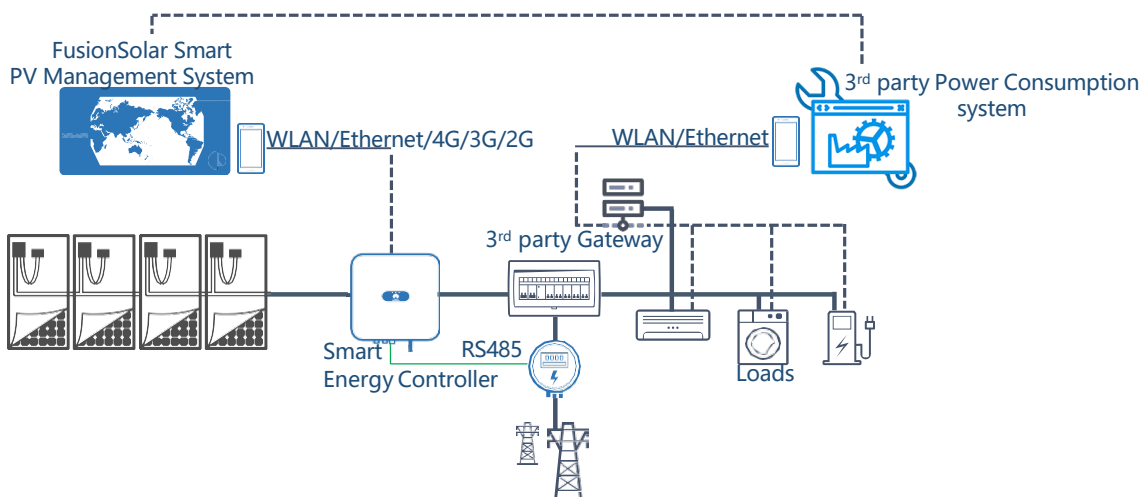 FusionSolar Smart
PV Management System
3rd party Power Consumption
system
WLAN/Ethernet/4G/3G/2G
WLAN/Ethernet
3rd party Gateway
Smart
Energy Controller
RS485
Loads